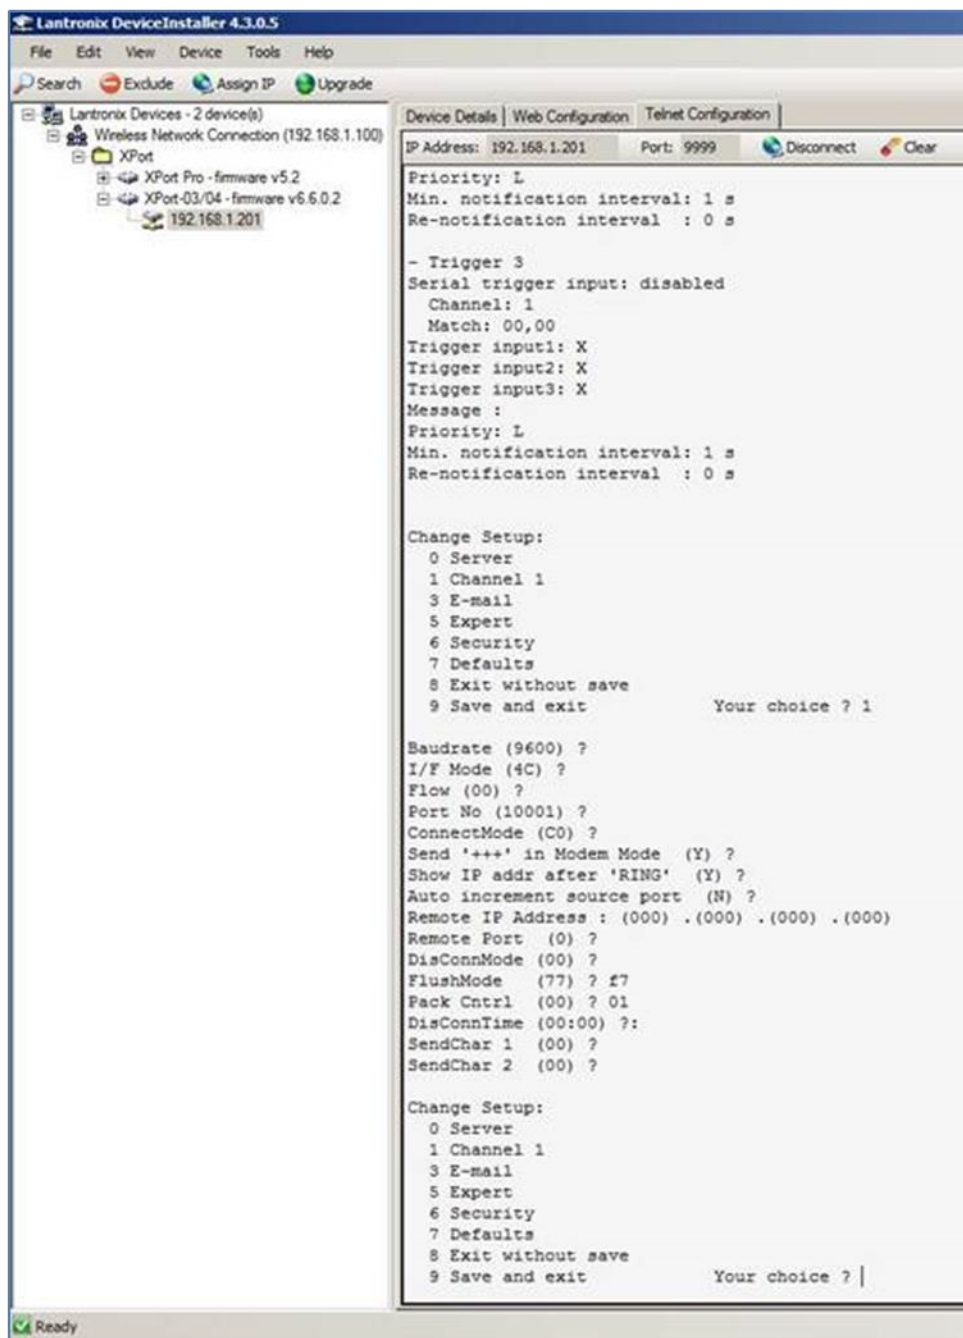 Lantronix DeviceInstaller 4.3.0.5
File Edit View Device Tools Help
Search Exclude Assign IP Upgrade
Lantronix Devices - 2 device(s)
Wireless Network Connection (192.168.1.100)
XPort
XPort Pro - firmware v5.2
XPort-03/04 - firmware v6.6.0.2
192.168.1.201
Device Details Web Configuration Telnet Configuration
IP Address: 192.168.1.201 Port: 9999 Disconnect Clear
Priority: L
Min. notification interval: 1 s
Re-notification interval : 0 s
- Trigger 3
Serial trigger input: disabled
Channel: 1
Match: 00,00
Trigger input1: X
Trigger input2: X
Trigger input3: X
Message :
Priority: L
Min. notification interval: 1 s
Re-notification interval : 0 s
Change Setup:
0 Server
1 Channel 1
3 E-mail
5 Expert
6 Security
7 Defaults
8 Exit without save
9 Save and exit Your choice ? 1
Baudrate (9600) ?
I/F Mode (4C) ?
Flow (00) ?
Port No (10001) ?
ConnectMode (C0) ?
Send '+++' in Modem Mode (Y) ?
Show IP addr after 'RING' (Y) ?
Auto increment source port (N) ?
Remote IP Address : (000) .(000) .(000) .(000)
Remote Port (0) ?
DisConnMode (00) ?
FlushMode (77) ? f7
Pack Cntrl (00) ? 01
DisConnTime (00:00) ?:
SendChar 1 (00) ?
SendChar 2 (00) ?
Change Setup:
0 Server
1 Channel 1
3 E-mail
5 Expert
6 Security
7 Defaults
8 Exit without save
9 Save and exit Your choice ?
Ready